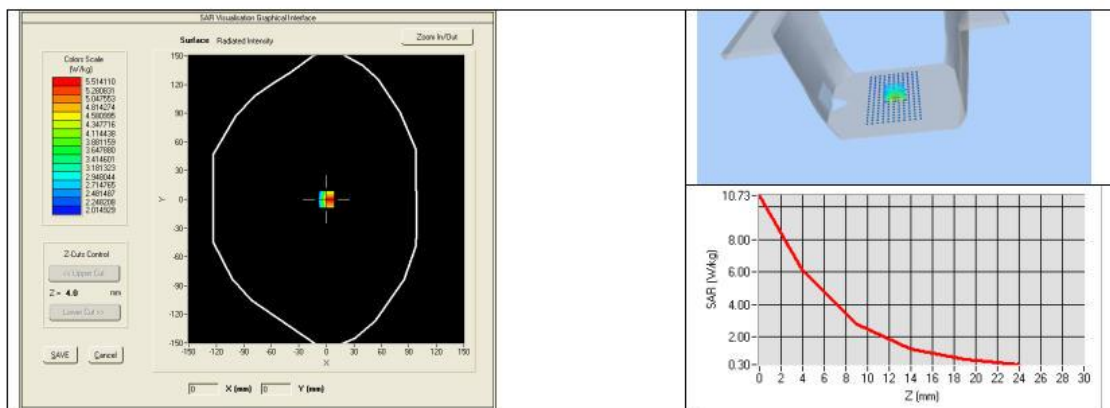 SAR Visualisation Graphical Interface
Surface Radiated Intensity
Zoom In/Out
Colors Scale
(W/kg)
5.514110
5.280831
5.047553
4.814274
4.580995
4.347716
4.114438
3.881159
3.647880
3.414601
3.181323
2.948044
2.714765
2.481487
2.248208
2.014929
150-
120-
90-
60-
30-
Y 0-
-30-
-60-
-90-
-120-
-150-
-150 -120 -90 -60 -30 0 30 60 90 120 150
X
Z-Cuts Control
<< Upper Cut
Z = 4.0 mm
Lower Cut >>
SAVE Cancel
0 X (mm) 0 Y (mm)
10.73-
8.00-
6.00-
4.00-
2.00-
0.30-
SAR (W/kg)
0 2 4 6 8 10 12 14 16 18 20 22 24 26 28 30
Z (mm)